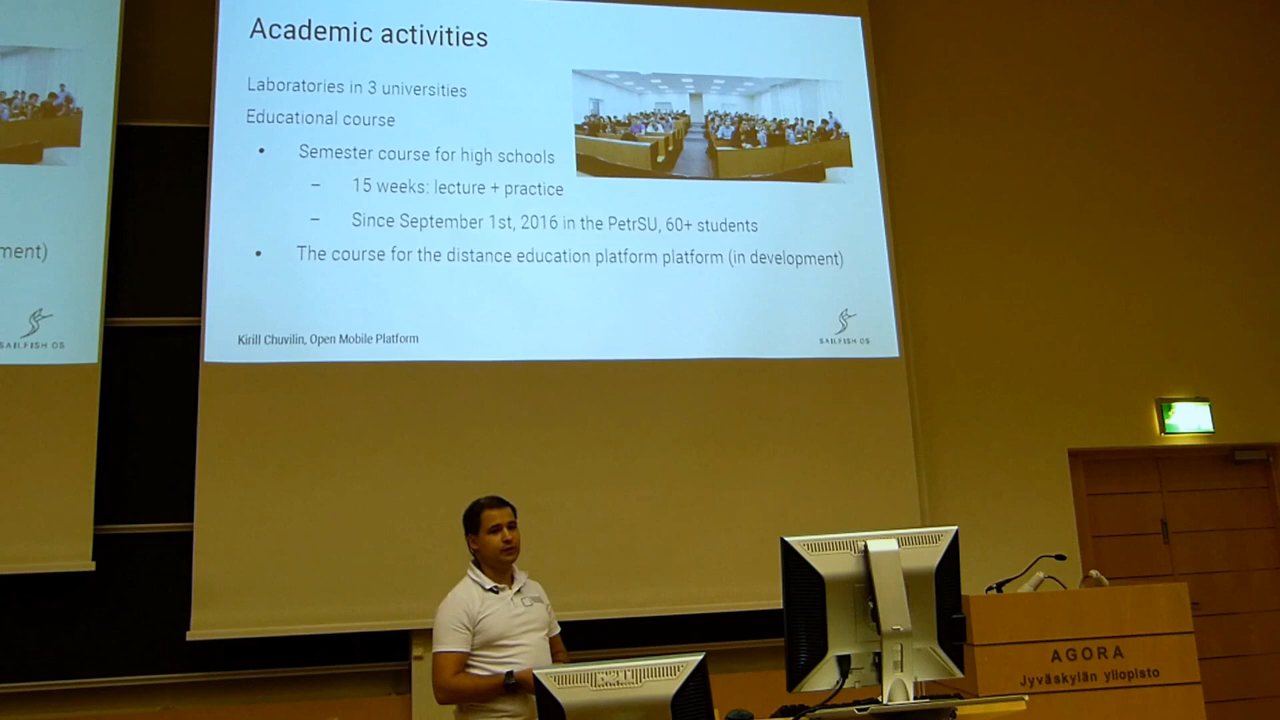 Academic activities
Laboratories in 3 universities
Educational course
• Semester course for high schools
– 15 weeks: lecture + practice
– Since September 1st, 2016 in the PetrSU, 60+ students
• The course for the distance education platform platform (in development)
Kirill Chuvilin, Open Mobile Platform
SAILFISH OS
ment)
SAILFISH OS
AGORA
Jyväskylän yliopisto